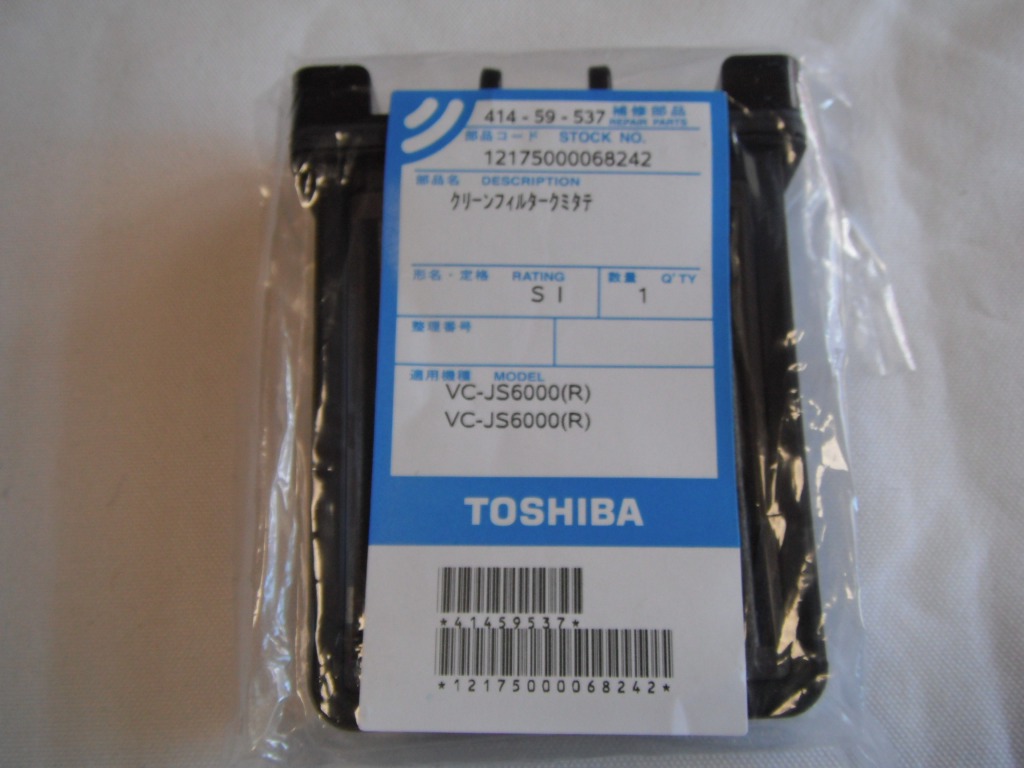 414 - 59 - 537 補修部品
REPAIR PARTS
部品コード STOCK NO.
12175000068242
部品名 DESCRIPTION
クリーンフィルタークミタテ
形名・定格 RATING 数量 Q'TY
S I 1
整理番号
適用機種 MODEL
VC-JS6000(R)
VC-JS6000(R)
TOSHIBA
*41459537*
*12175000068242*